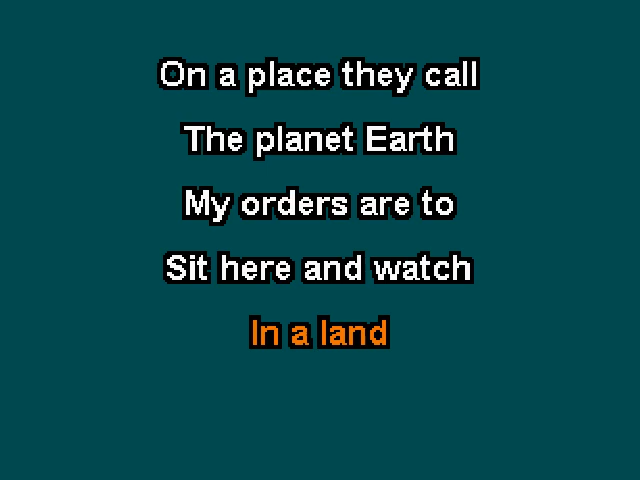 On a place they call
The planet Earth
My orders are to
Sit here and watch
In a land